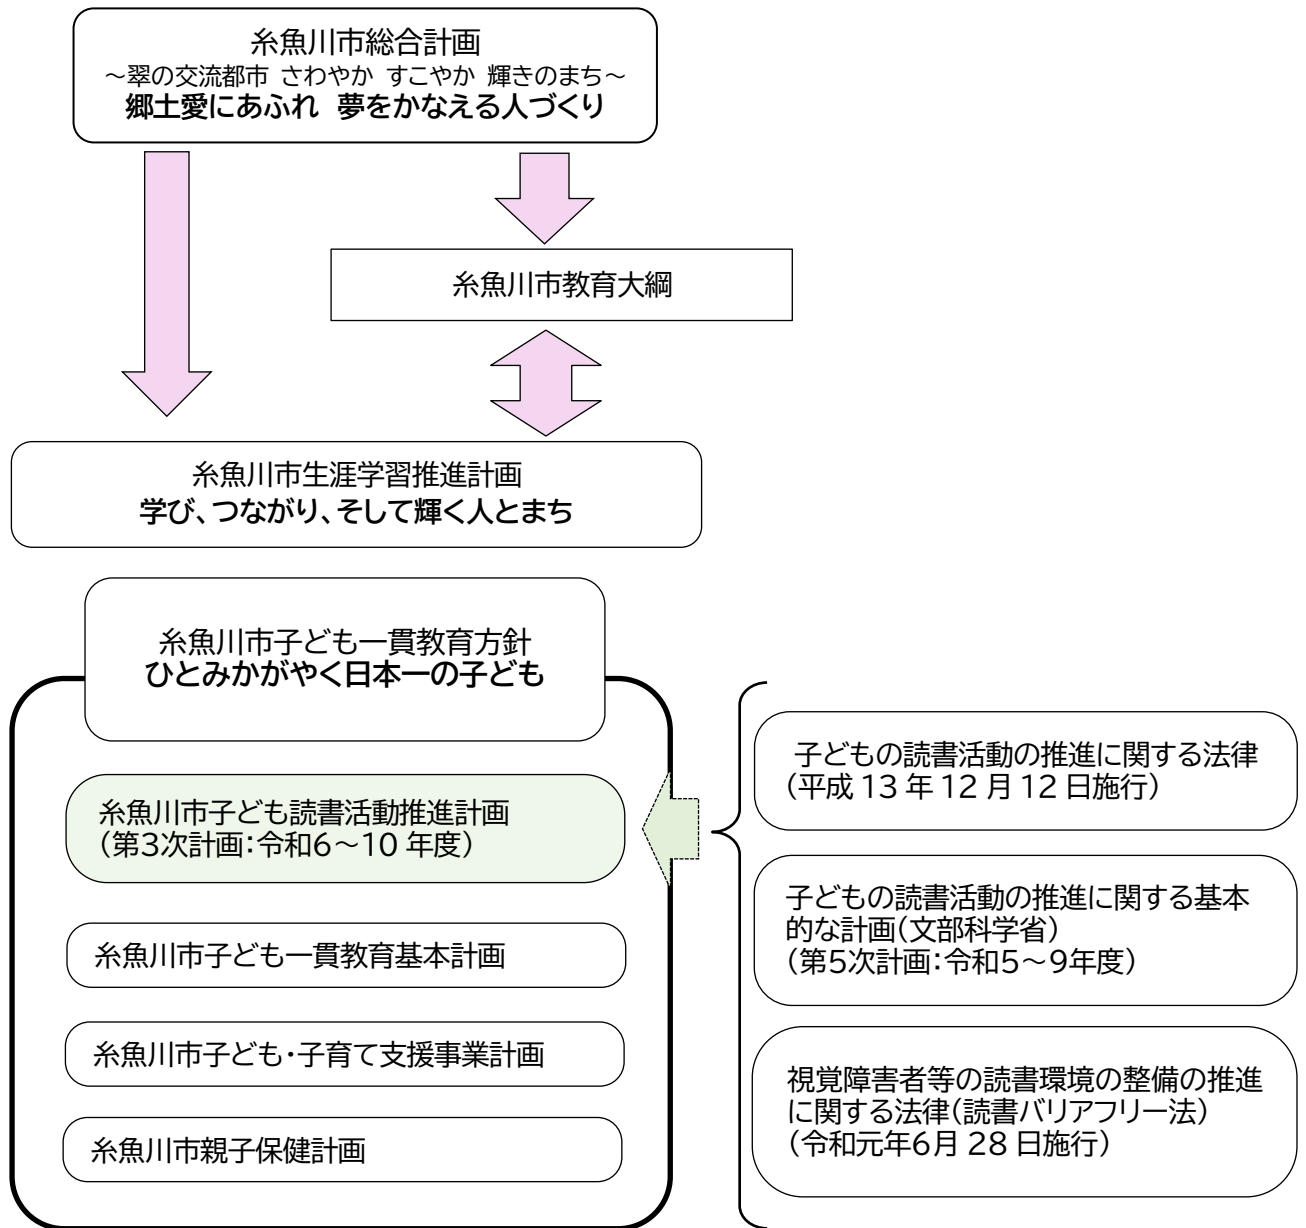 糸魚川市総合計画
～翠の交流都市 さわやか すこやか 輝きのまち～
郷土愛にあふれ 夢をかなえる人づくり
糸魚川市教育大綱
糸魚川市生涯学習推進計画
学び、つながり、そして輝く人とまち
糸魚川市子ども一貫教育方針
ひとみかがやく日本一の子ども
糸魚川市子ども読書活動推進計画
（第3次計画：令和6～10 年度）
糸魚川市子ども一貫教育基本計画
糸魚川市子ども・子育て支援事業計画
糸魚川市親子保健計画
子どもの読書活動の推進に関する法律
（平成 13 年 12 月 12 日施行）
子どもの読書活動の推進に関する基本
的な計画（文部科学省）
（第5次計画：令和5～9年度）
視覚障害者等の読書環境の整備の推進
に関する法律（読書バリアフリー法）
（令和元年6月 28 日施行）